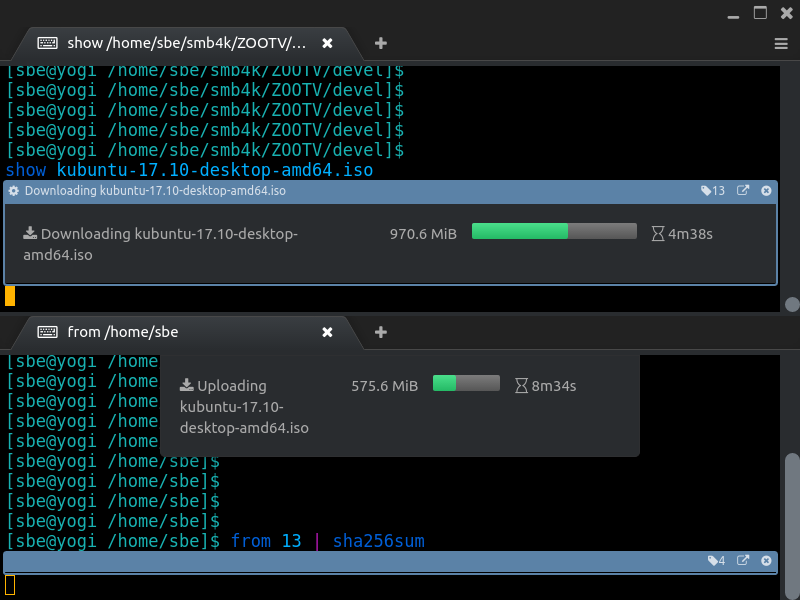 show /home/sbe/smb4k/ZOOTV/...
[sbe@yogi /home/sbe/smb4k/ZOOTV/devel]$
[sbe@yogi /home/sbe/smb4k/ZOOTV/devel]$
[sbe@yogi /home/sbe/smb4k/ZOOTV/devel]$
[sbe@yogi /home/sbe/smb4k/ZOOTV/devel]$
[sbe@yogi /home/sbe/smb4k/ZOOTV/devel]$
show kubuntu-17.10-desktop-amd64.iso
Downloading kubuntu-17.10-desktop-amd64.iso 13
Downloading kubuntu-17.10-desktop- 970.6 MiB 4m38s
amd64.iso
from /home/sbe
[sbe@yogi /home
[sbe@yogi /home Uploading 575.6 MiB 8m34s
[sbe@yogi /home kubuntu-17.10-
[sbe@yogi /home desktop-amd64.iso
[sbe@yogi /home
[sbe@yogi /home/sbe]$
[sbe@yogi /home/sbe]$
[sbe@yogi /home/sbe]$
[sbe@yogi /home/sbe]$
[sbe@yogi /home/sbe]$ from 13 | sha256sum
4